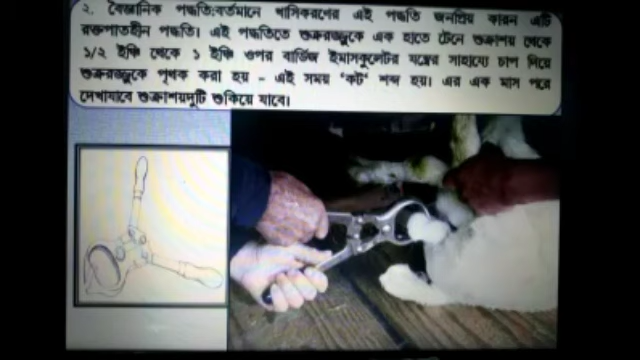 ২. বৈজ্ঞানিক পদ্ধতি:বর্তমানে খাসিকরণের এই পদ্ধতি জনপ্রিয় কারন এটি
রক্তপাতহীন পদ্ধতি। এই পদ্ধতিতে শুক্ররজ্জুকে এক হাতে টেনে শুক্রাশয় থেকে
১/২ ইঞ্চি থেকে ১ ইঞ্চি ওপর বার্ডিজ ইমাসকুলেটর যন্ত্রের সাহায্যে চাপ দিয়ে
শুক্ররজ্জুকে পৃথক করা হয় - এই সময় "কট" শব্দ হয়। এর এক মাস পরে
দেখাযাবে শুক্রাশয়দুটি শুকিয়ে যাবে।